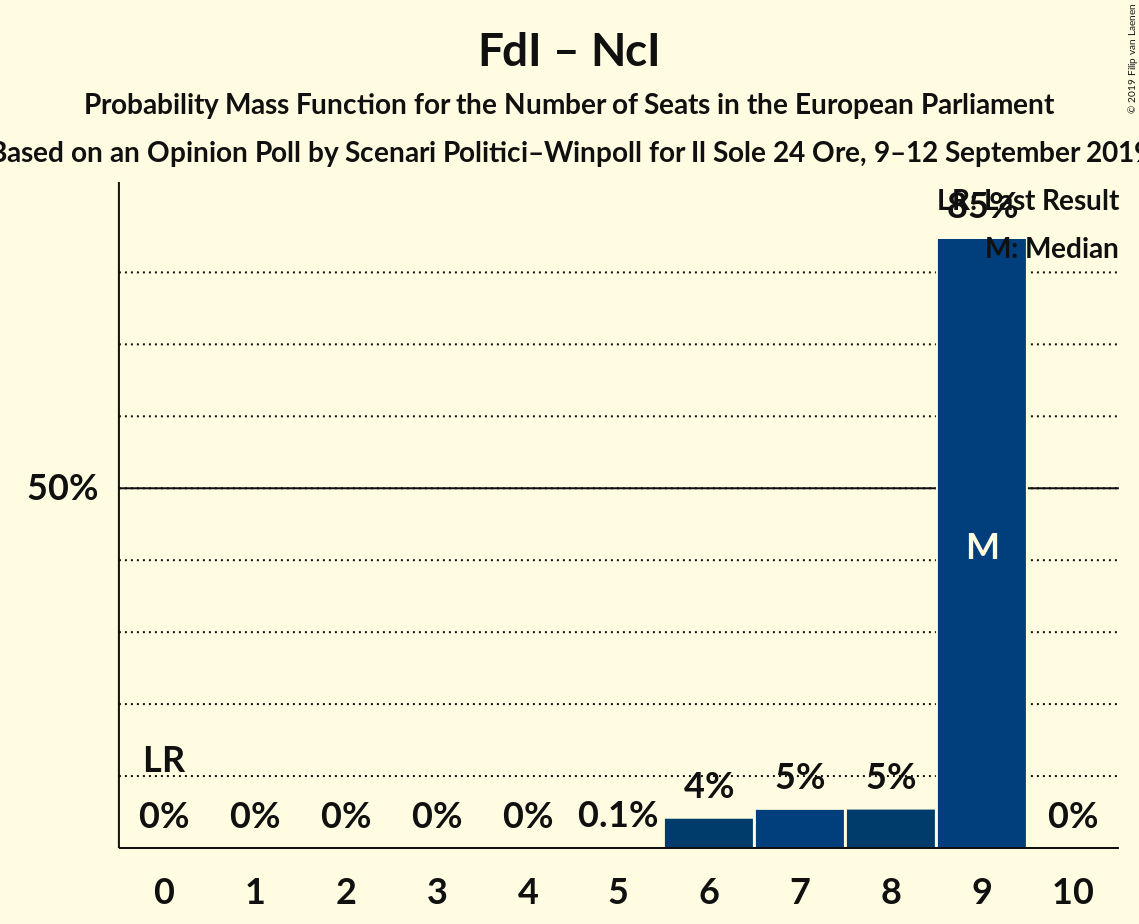 FdI – NcI
Probability Mass Function for the Number of Seats in the European Parliament
Based on an Opinion Poll by Scenari Politici–Winpoll for Il Sole 24 Ore, 9–12 September 2019
© 2019 Filip van Laenen
LR: Last Result
M: Median
85%
50%
M
LR
0% 0% 0% 0% 0% 0.1% 4% 5% 5% 0%
0 1 2 3 4 5 6 7 8 9 10